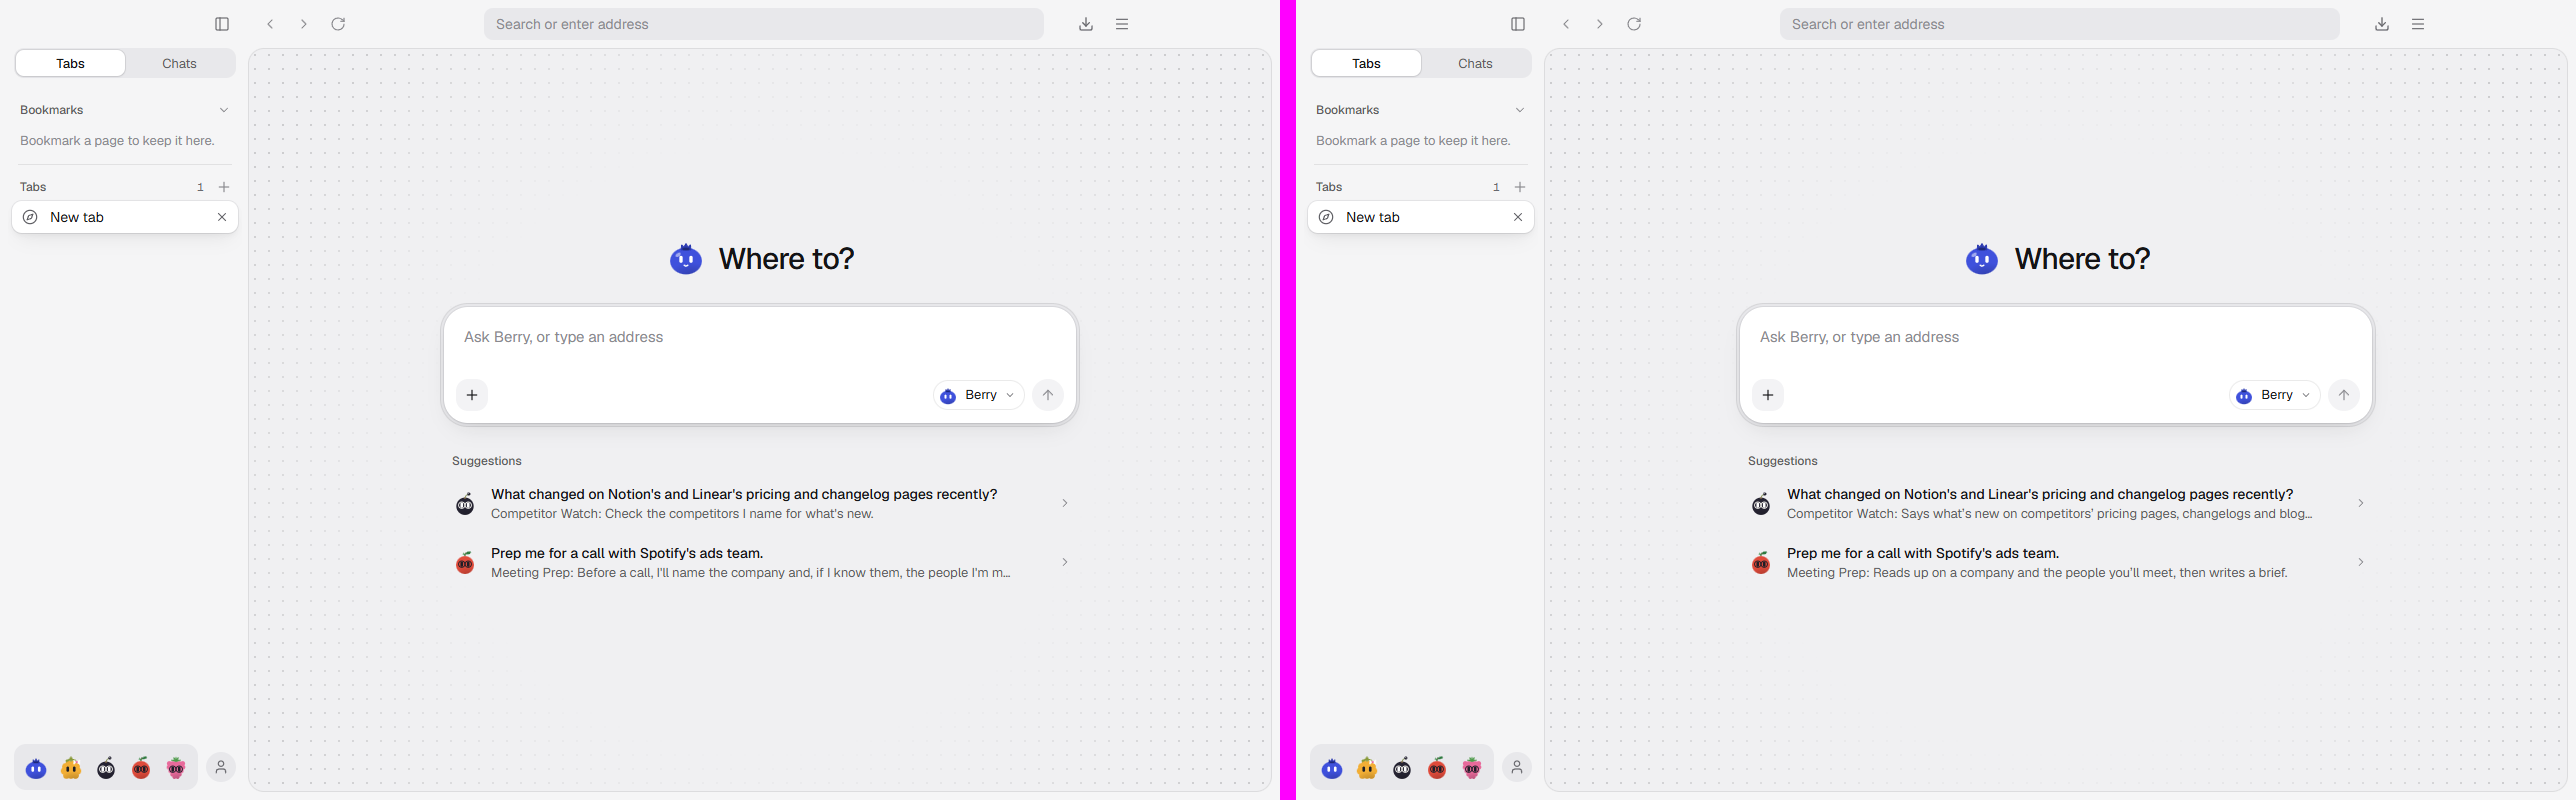 Search or enter address
Tabs
Chats
Bookmarks
Bookmark a page to keep it here.
Tabs
1
New tab
Where to?
Ask Berry, or type an address
Berry
Suggestions
What changed on Notion's and Linear's pricing and changelog pages recently?
Competitor Watch: Check the competitors I name for what's new.
Prep me for a call with Spotify's ads team.
Meeting Prep: Before a call, I'll name the company and, if I know them, the people I'm m...
Search or enter address
Tabs
Chats
Bookmarks
Bookmark a page to keep it here.
Tabs
1
New tab
Where to?
Ask Berry, or type an address
Berry
Suggestions
What changed on Notion's and Linear's pricing and changelog pages recently?
Competitor Watch: Says what's new on competitors' pricing pages, changelogs and blog...
Prep me for a call with Spotify's ads team.
Meeting Prep: Reads up on a company and the people you'll meet, then writes a brief.